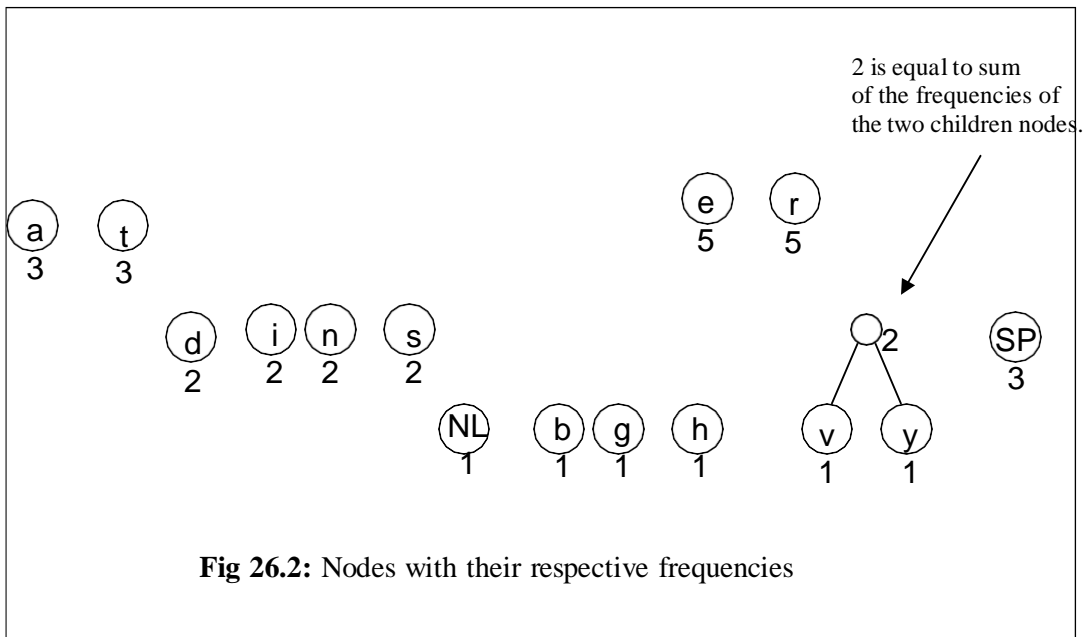 2 is equal to sum
of the frequencies of
the two children nodes.
a
3
t
3
e
5
r
5
d
2
i
2
n
2
s
2
2
SP
3
NL
1
b
1
g
1
h
1
v
1
y
1
Fig 26.2: Nodes with their respective frequencies